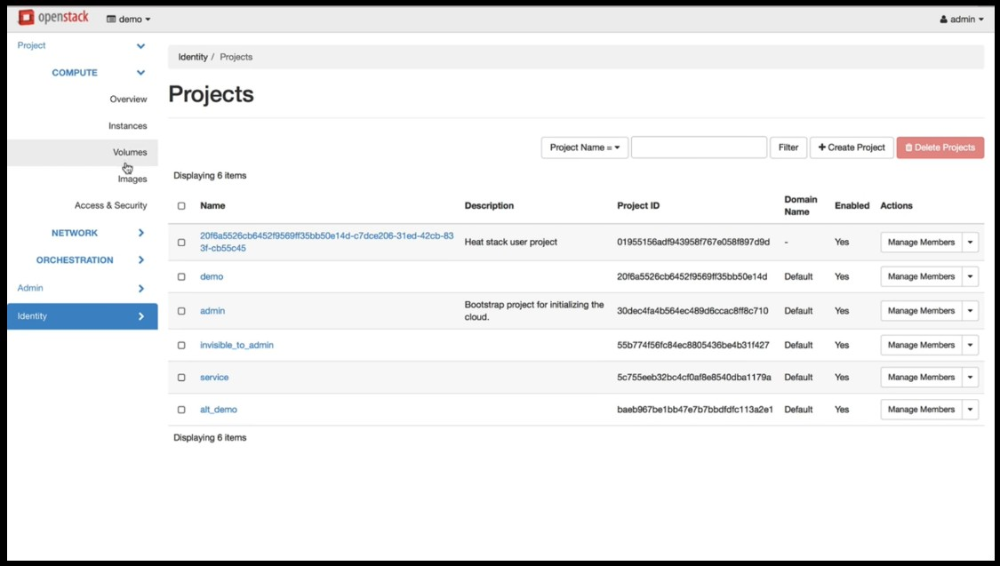 openstack demo admin
Project
COMPUTE
Overview
Instances
Volumes
Images
Access & Security
NETWORK
ORCHESTRATION
Admin
Identity
Identity / Projects
Projects
Project Name = Filter + Create Project Delete Projects
Displaying 6 items
Name Description Project ID Domain Name Enabled Actions
20f6a5526cb6452f9569ff35bb50e14d-c7dce206-31ed-42cb-83
3f-cb55c45 Heat stack user project 01955156adf943958f767e058f897d9d - Yes Manage Members
demo 20f6a5526cb6452f9569ff35bb50e14d Default Yes Manage Members
admin Bootstrap project for initializing the
cloud. 30dec4fa4b564ec489d6ccac8ff8c710 Default Yes Manage Members
invisible_to_admin 55b774f56fc84ec8805436be4b31f427 Default Yes Manage Members
service 5c755eeb32bc4cf0af8e8540dba1179a Default Yes Manage Members
alt_demo baeb967be1bb47e7b7bbdfdfc113a2e1 Default Yes Manage Members
Displaying 6 items